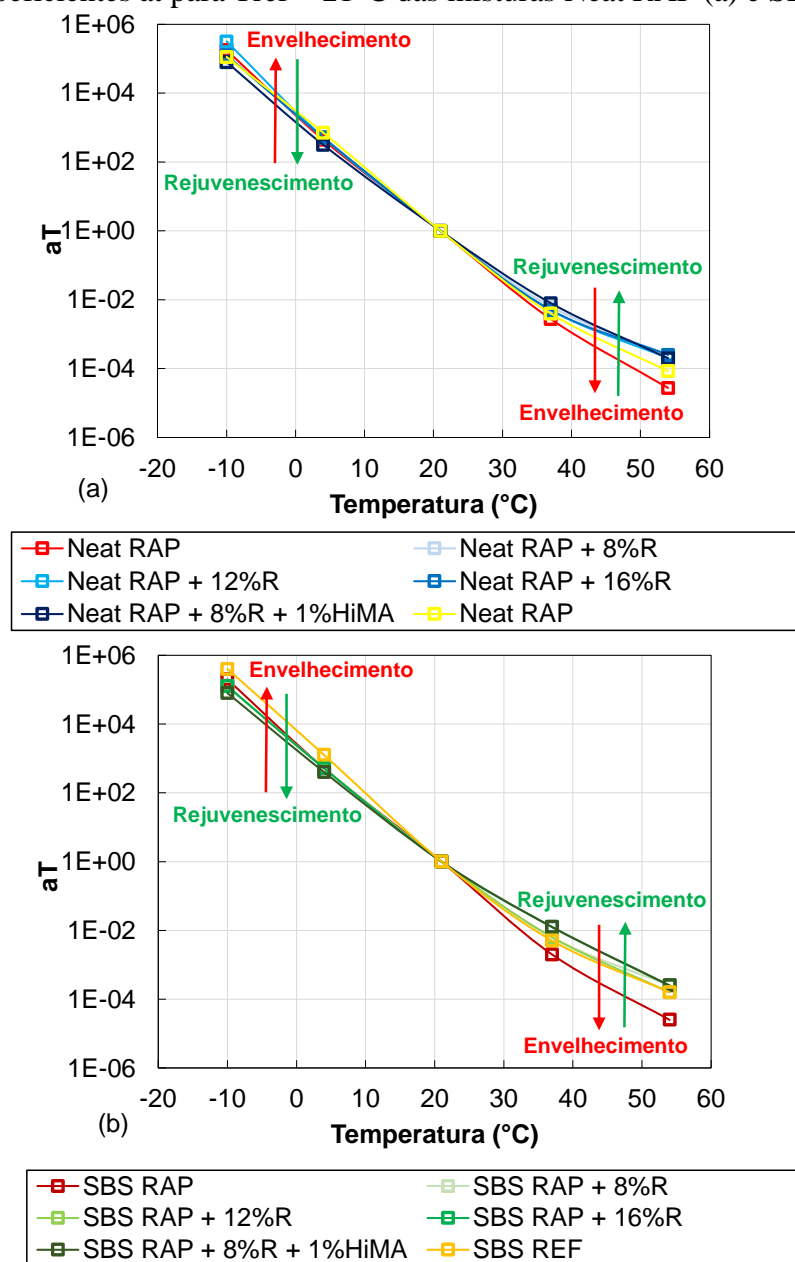 para Tref = 21 °C das misturas Neat RAP (a) e
1E+06
1E+04
1E+02
1E+00
1E-02
1E-04
1E-06
aT
Envelhecimento
Rejuvenescimento
Rejuvenescimento
Envelhecimento
-20 -10 0 10 20 30 40 50 60
(a)
Temperatura (°C)
Neat RAP Neat RAP + 8%R
Neat RAP + 12%R Neat RAP + 16%R
Neat RAP + 8%R + 1%HiMA Neat RAP
1E+06
1E+04
1E+02
1E+00
1E-02
1E-04
1E-06
aT
Envelhecimento
Rejuvenescimento
Rejuvenescimento
Envelhecimento
-20 -10 0 10 20 30 40 50 60
(b)
Temperatura (°C)
SBS RAP SBS RAP + 8%R
SBS RAP + 12%R SBS RAP + 16%R
SBS RAP + 8%R + 1%HiMA SBS REF